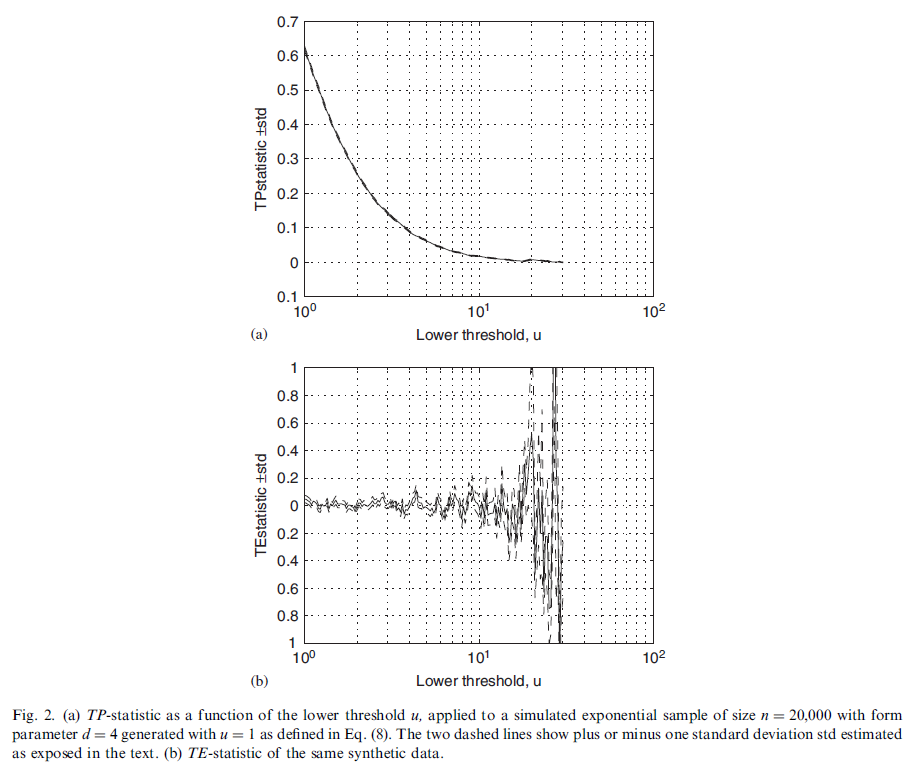 0.7
0.6
0.5
0.4
0.3
0.2
0.1
0
0.1
TPstatistic ±std
10⁰ 10¹ 10²
(a) Lower threshold, u
1
0.8
0.6
0.4
0.2
0
0.2
0.4
0.6
0.8
1
TEstatistic ±std
10⁰ 10¹ 10²
(b) Lower threshold, u
Fig. 2. (a) TP-statistic as a function of the lower threshold u, applied to a simulated exponential sample of size n = 20,000 with form
parameter d = 4 generated with u = 1 as defined in Eq. (8). The two dashed lines show plus or minus one standard deviation std estimated
as exposed in the text. (b) TE-statistic of the same synthetic data.